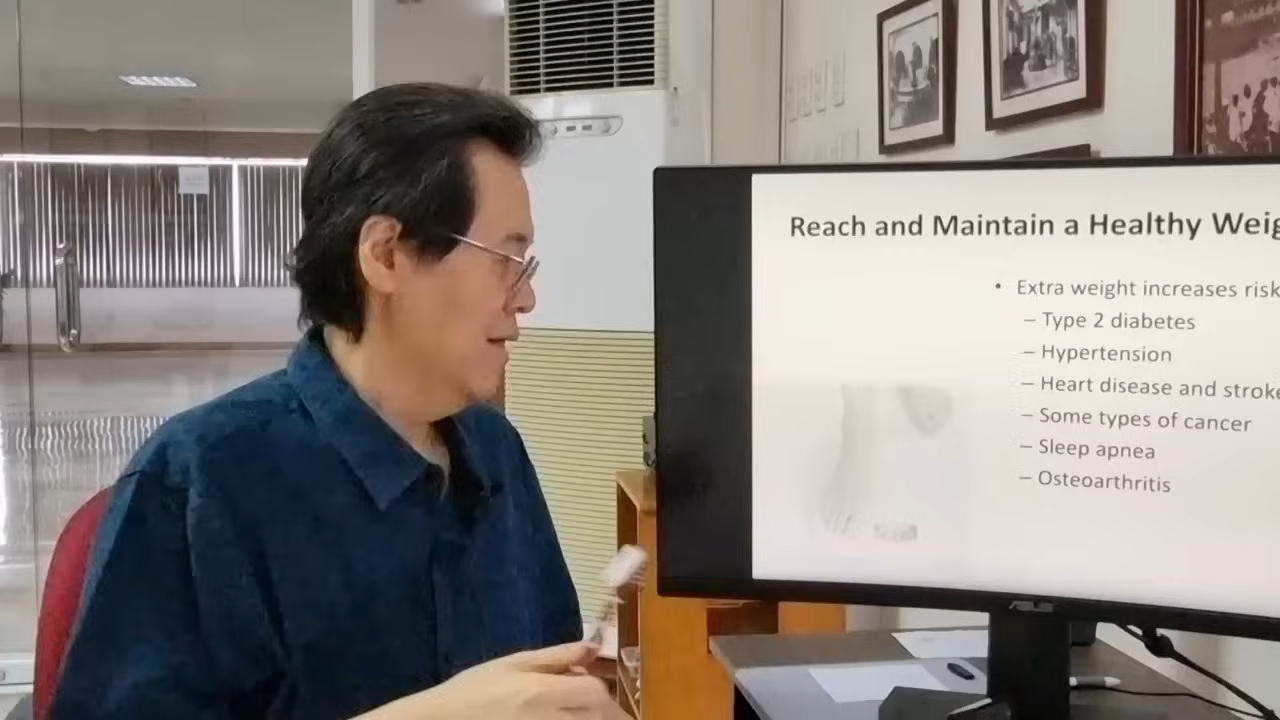 Reach and Maintain a Healthy Weig
• Extra weight increases risk
– Type 2 diabetes
– Hypertension
– Heart disease and stroke
– Some types of cancer
– Sleep apnea
– Osteoarthritis